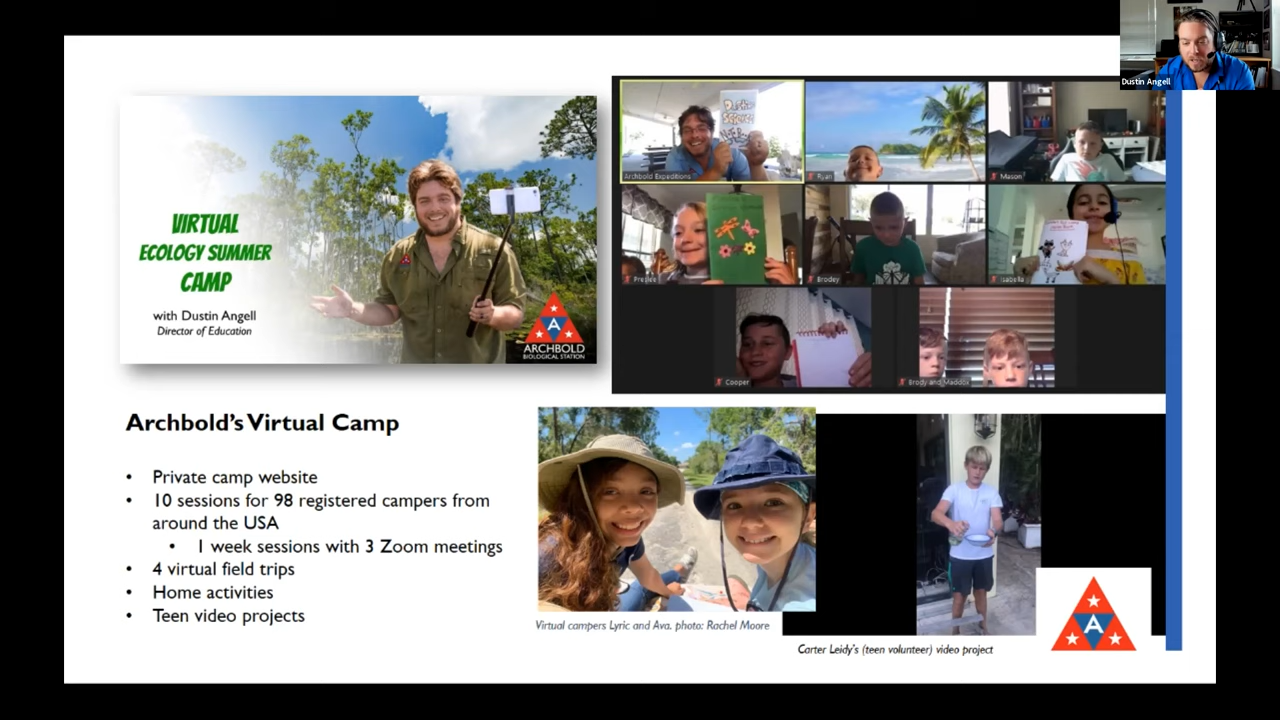 Dustin Angell
VIRTUAL
ECOLOGY SUMMER
CAMP
with Dustin Angell
Director of Education
ARCHBOLD
BIOLOGICAL STATION
Archbold Expeditions
Ryan
Mason
Preslee
Brodey
Isabella
Cooper
Brody and Maddox
Archbold's Virtual Camp
• Private camp website
• 10 sessions for 98 registered campers from
around the USA
• 1 week sessions with 3 Zoom meetings
• 4 virtual field trips
• Home activities
• Teen video projects
Virtual campers Lyric and Ava. photo: Rachel Moore
Carter Leidy's (teen volunteer) video project
A